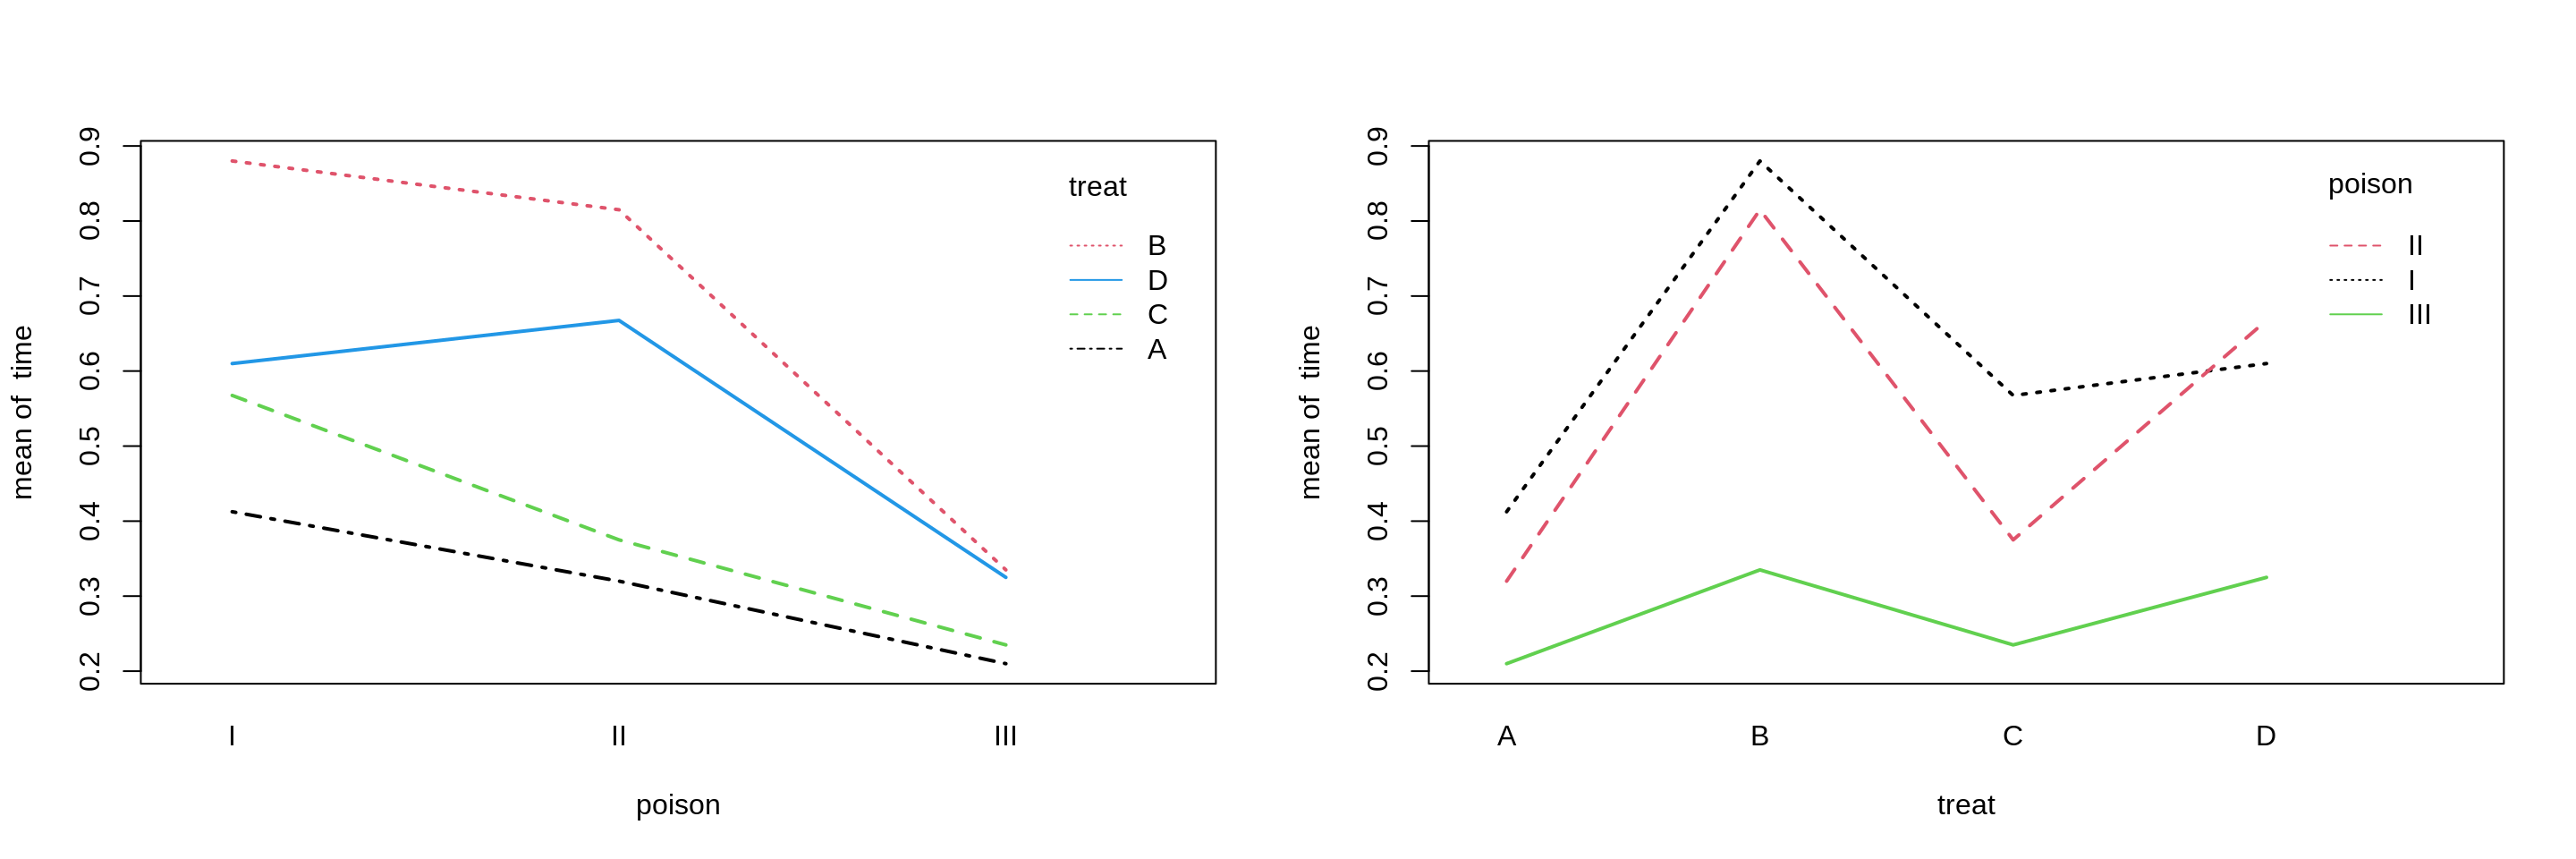 mean of  time
0.9
0.8
0.7
0.6
0.5
0.4
0.3
0.2
treat
B
D
C
A
I II III
poison
mean of  time
0.9
0.8
0.7
0.6
0.5
0.4
0.3
0.2
poison
II
I
III
A B C D
treat